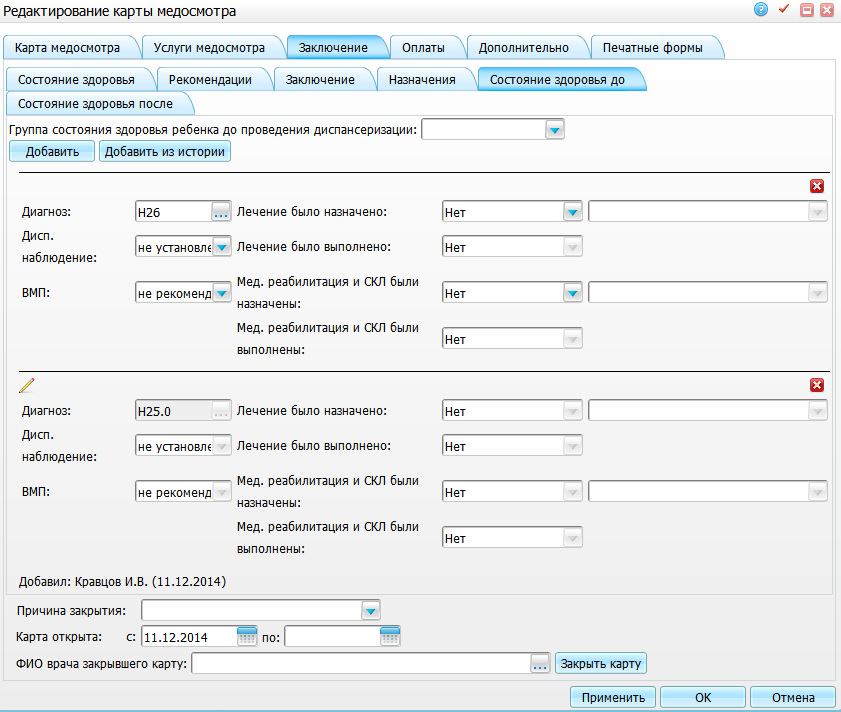 Редактирование карты медосмотра
Карта медосмотра Услуги медосмотра Заключение Оплаты Дополнительно Печатные формы
Состояние здоровья Рекомендации Заключение Назначения Состояние здоровья до
Состояние здоровья после
Группа состояния здоровья ребенка до проведения диспансеризации:
Добавить Добавить из истории
Диагноз: H26 ... Лечение было назначено: Нет
Дисп. наблюдение: не установле Лечение было выполнено: Нет
ВМП: не рекоменд Мед. реабилитация и СКЛ были назначены: Нет
Мед. реабилитация и СКЛ были выполнены: Нет
Диагноз: H25.0 ... Лечение было назначено: Нет
Дисп. наблюдение: не установле Лечение было выполнено: Нет
ВМП: не рекоменд Мед. реабилитация и СКЛ были назначены: Нет
Мед. реабилитация и СКЛ были выполнены: Нет
Добавил: Кравцов И.В. (11.12.2014)
Причина закрытия:
Карта открыта: с: 11.12.2014 по:
ФИО врача закрывшего карту: ... Закрыть карту
Применить OK Отмена